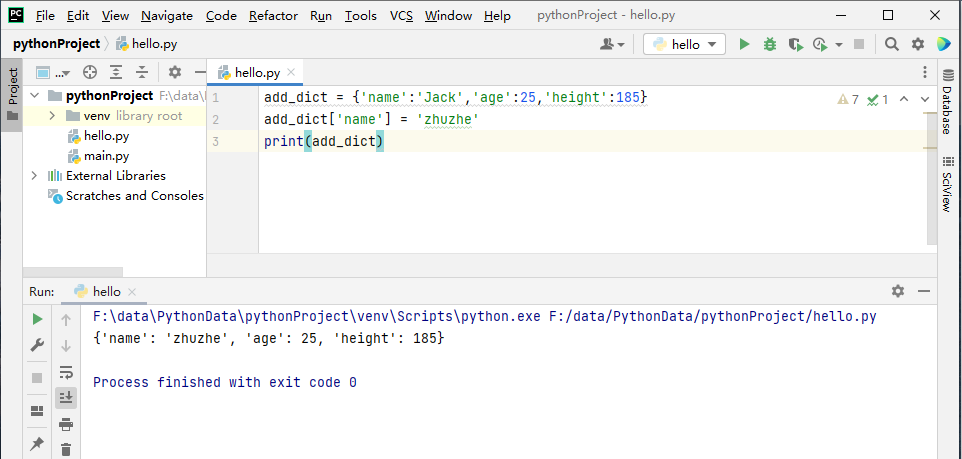 File Edit View Navigate Code Refactor Run Tools VCS Window Help pythonProject - hello.py
pythonProject hello.py hello
Project
... hello.py
pythonProject F:\data\
venv library root
hello.py
main.py
External Libraries
Scratches and Consoles
1 add_dict = {'name':'Jack','age':25,'height':185}
2 add_dict['name'] = 'zhuzhe'
3 print(add_dict)
7 1
Database
SciView
Run: hello
F:\data\PythonData\pythonProject\venv\Scripts\python.exe F:/data/PythonData/pythonProject/hello.py
{'name': 'zhuzhe', 'age': 25, 'height': 185}
Process finished with exit code 0